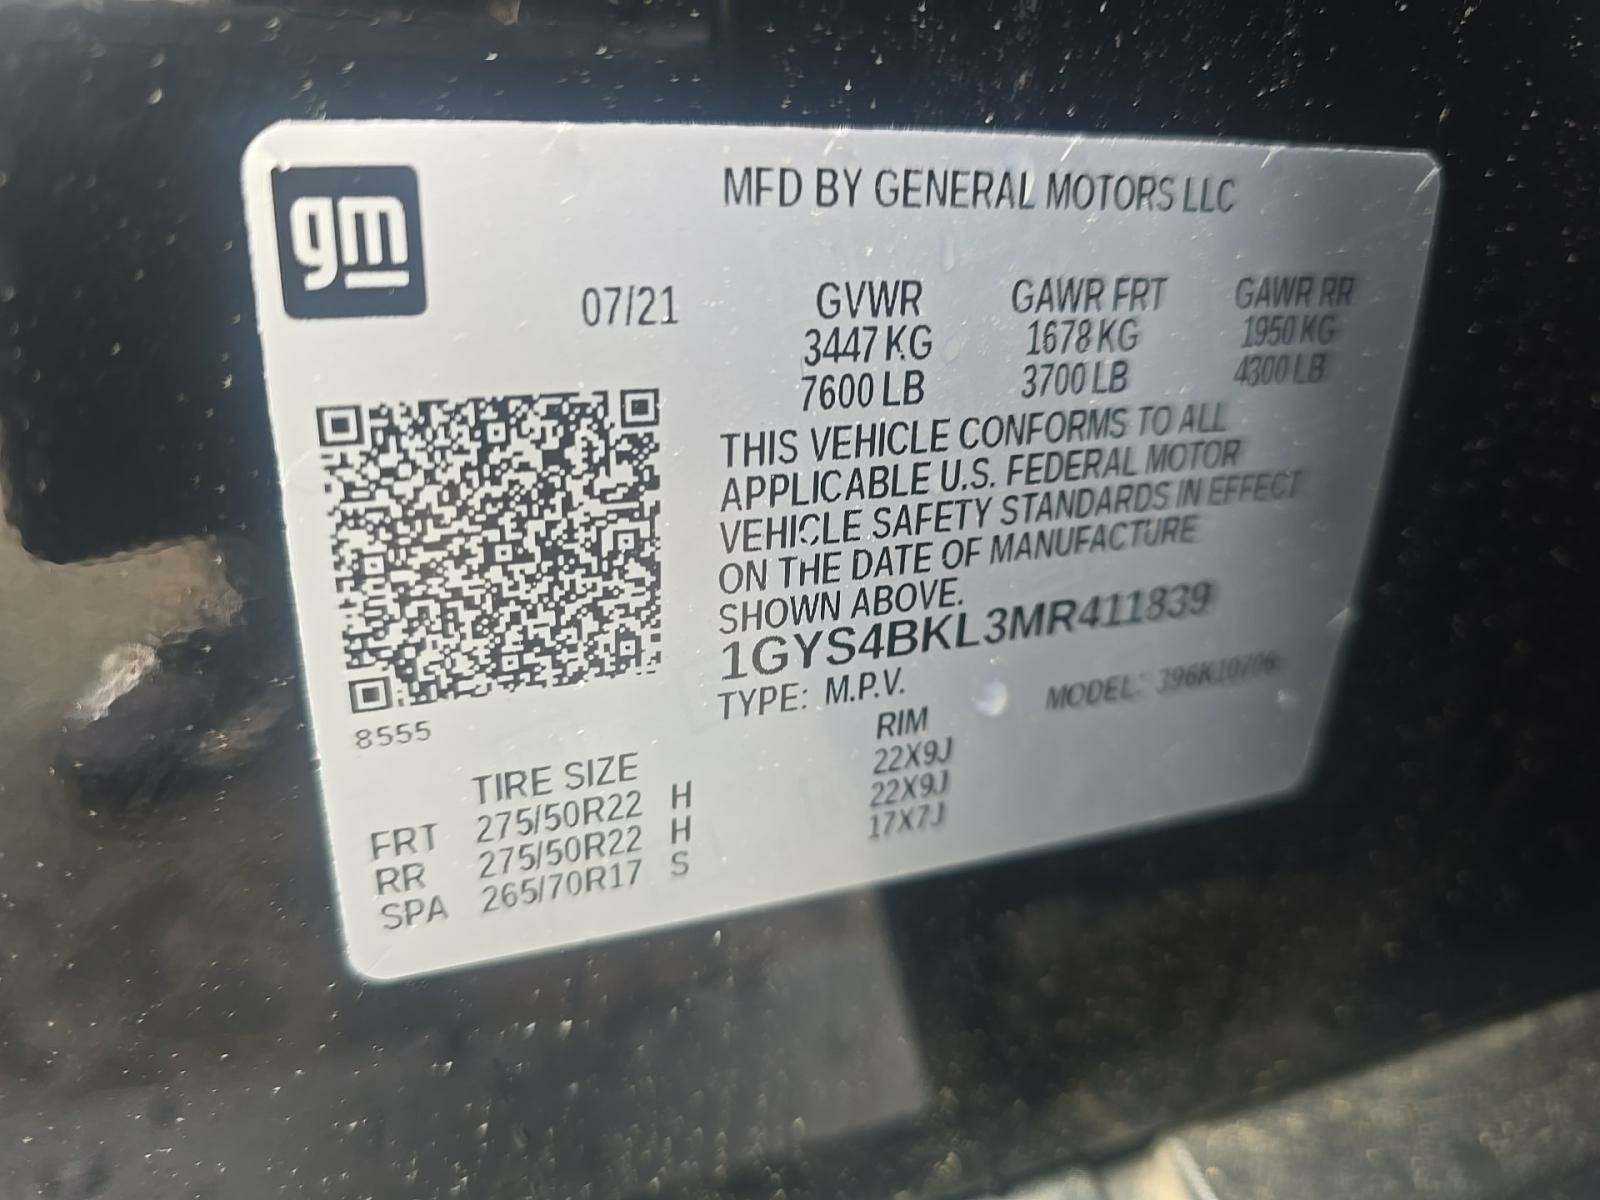 gm
MFD BY GENERAL MOTORS LLC
07/21
GVWR GAWR FRT GAWR RR
3447 KG 1678 KG 1950 KG
7600 LB 3700 LB 4300 LB
THIS VEHICLE CONFORMS TO ALL
APPLICABLE U.S. FEDERAL MOTOR
VEHICLE SAFETY STANDARDS IN EFFECT
ON THE DATE OF MANUFACTURE
SHOWN ABOVE.
1GYS4BKL3MR411839
TYPE: M.P.V. MODEL:
8555
TIRE SIZE RIM
FRT 275/50R22 H 22X9J
RR 275/50R22 H 22X9J
SPA 265/70R17 S 17X7J